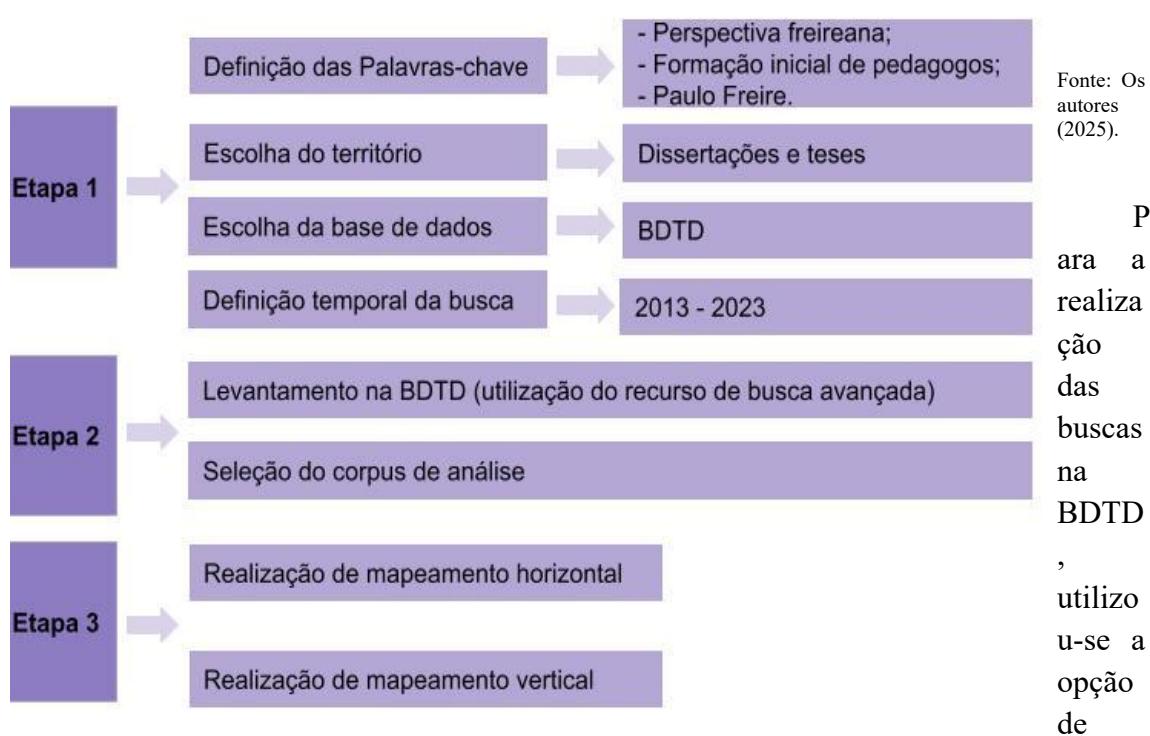 Etapa 1
Definição das Palavras-chave
- Perspectiva freireana;
- Formação inicial de pedagogos;
- Paulo Freire.
Escolha do território
Dissertações e teses
Escolha da base de dados
BDTD
Definição temporal da busca
2013 - 2023
Etapa 2
Levantamento na BDTD (utilização do recurso de busca avançada)
Seleção do corpus de análise
Etapa 3
Realização de mapeamento horizontal
Realização de mapeamento vertical
Fonte: Os
autores
(2025).
P
ara a
realiza
ção
das
buscas
na
BDTD
,
utilizo
u-se a
opção
de